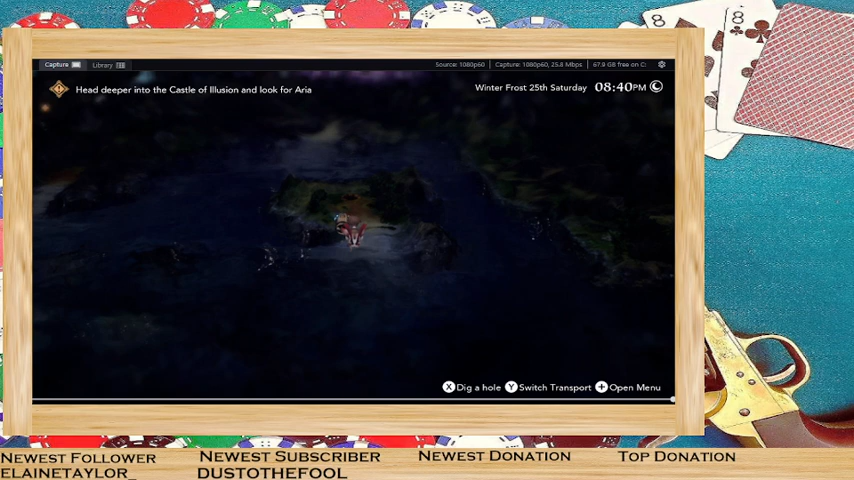 8 8
Capture Library Source: 1080p60 Capture: 1080p60, 25.8 Mbps 67.9 GB free on C:
Head deeper into the Castle of Illusion and look for Aria
Winter Frost 25th Saturday 08:40PM
X Dig a hole Y Switch Transport + Open Menu
Newest Follower Newest Subscriber Newest Donation Top Donation
ELAINETAYLOR_ DUSTOTHEFOOL